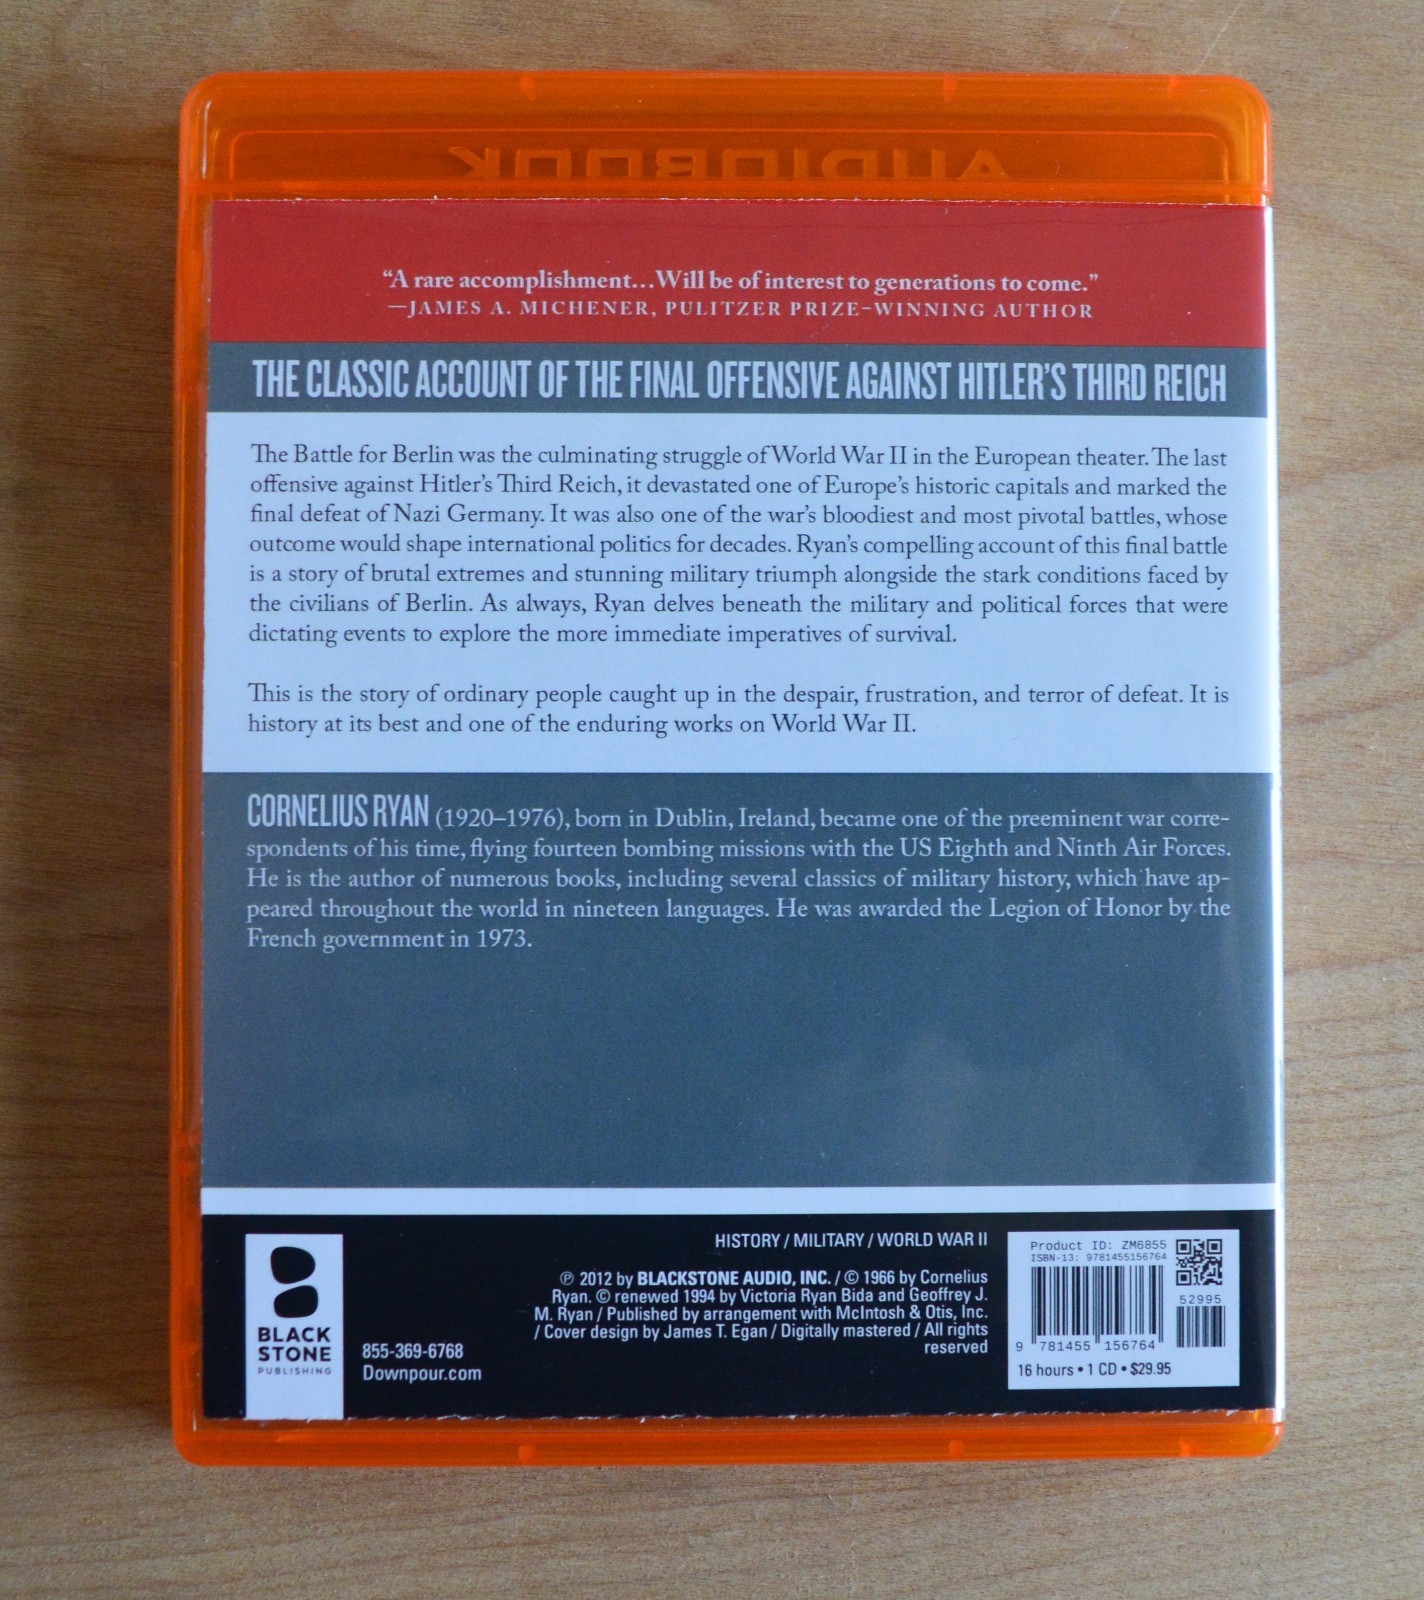 AUDIOBOOK
“A rare accomplishment…Will be of interest to generations to come.”
—JAMES A. MICHENER, PULITZER PRIZE–WINNING AUTHOR
THE CLASSIC ACCOUNT OF THE FINAL OFFENSIVE AGAINST HITLER’S THIRD REICH
The Battle for Berlin was the culminating struggle of World War II in the European theater. The last
offensive against Hitler’s Third Reich, it devastated one of Europe’s historic capitals and marked the
final defeat of Nazi Germany. It was also one of the war’s bloodiest and most pivotal battles, whose
outcome would shape international politics for decades. Ryan’s compelling account of this final battle
is a story of brutal extremes and stunning military triumph alongside the stark conditions faced by
the civilians of Berlin. As always, Ryan delves beneath the military and political forces that were
dictating events to explore the more immediate imperatives of survival.
This is the story of ordinary people caught up in the despair, frustration, and terror of defeat. It is
history at its best and one of the enduring works on World War II.
CORNELIUS RYAN (1920–1976), born in Dublin, Ireland, became one of the preeminent war corre-
spondents of his time, flying fourteen bombing missions with the US Eighth and Ninth Air Forces.
He is the author of numerous books, including several classics of military history, which have ap-
peared throughout the world in nineteen languages. He was awarded the Legion of Honor by the
French government in 1973.
BLACK
STONE
PUBLISHING
855-369-6768
Downpour.com
HISTORY / MILITARY / WORLD WAR II
℗ 2012 by BLACKSTONE AUDIO, INC. / © 1966 by Cornelius
Ryan. © renewed 1994 by Victoria Ryan Bida and Geoffrey J.
M. Ryan / Published by arrangement with McIntosh & Otis, Inc.
/ Cover design by James T. Egan / Digitally mastered / All rights
reserved
Product ID: ZM6855
ISBN-13: 9781455156764
52995
9 781455 156764
16 hours • 1 CD • $29.95